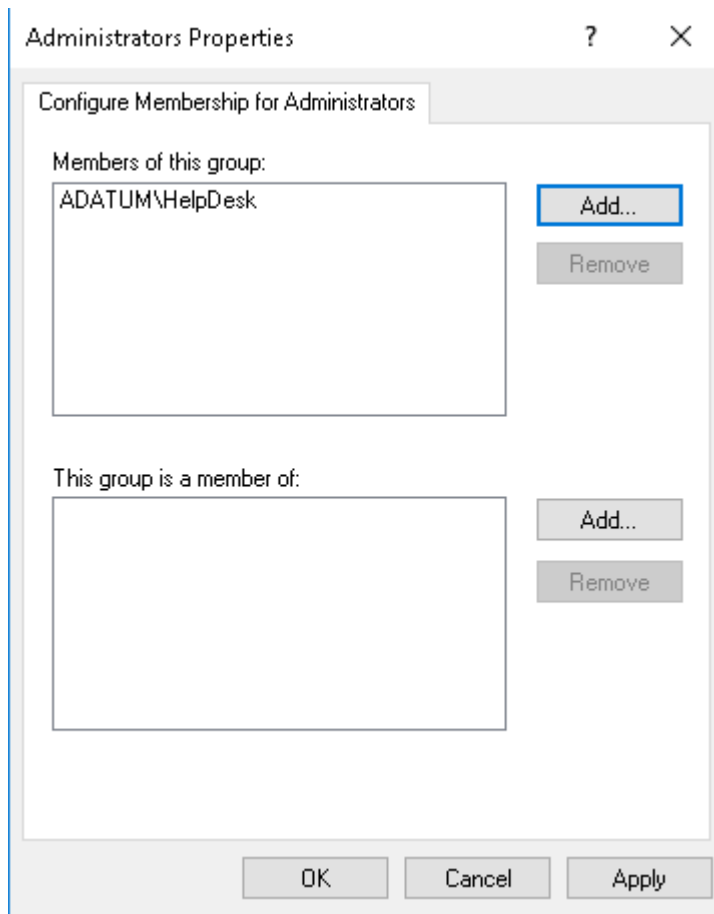 Administrators Properties ? ×
Configure Membership for Administrators
Members of this group:
ADATUM\HelpDesk
Add...
Remove
This group is a member of:
Add...
Remove
OK Cancel Apply